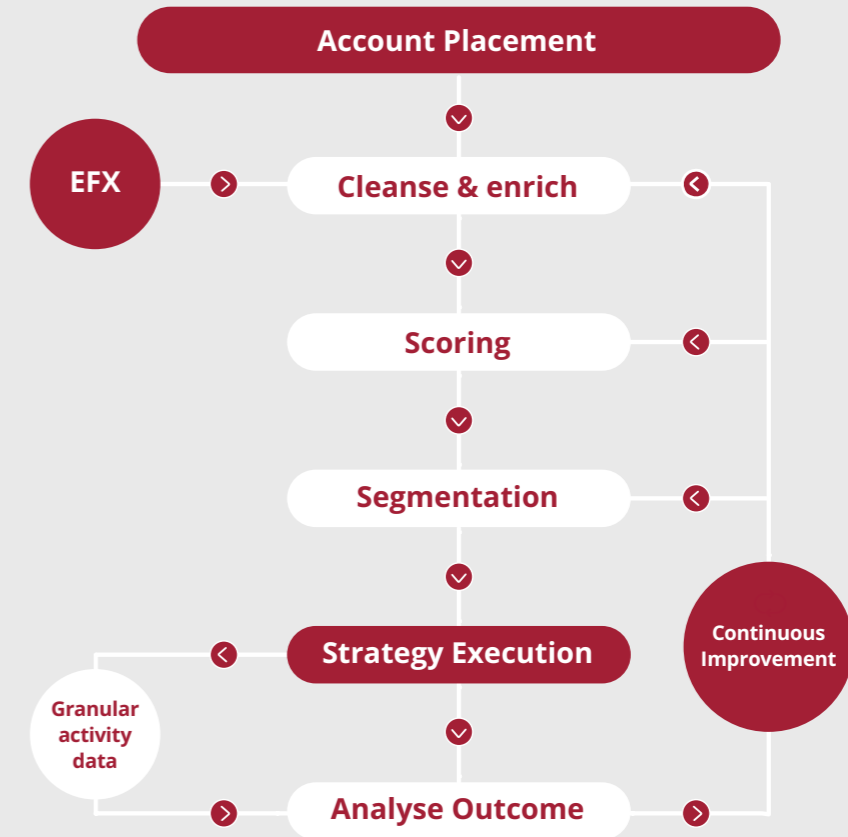 Account Placement
EFX
Cleanse & enrich
Scoring
Segmentation
Strategy Execution
Continuous
Improvement
Granular
activity
data
Analyse Outcome